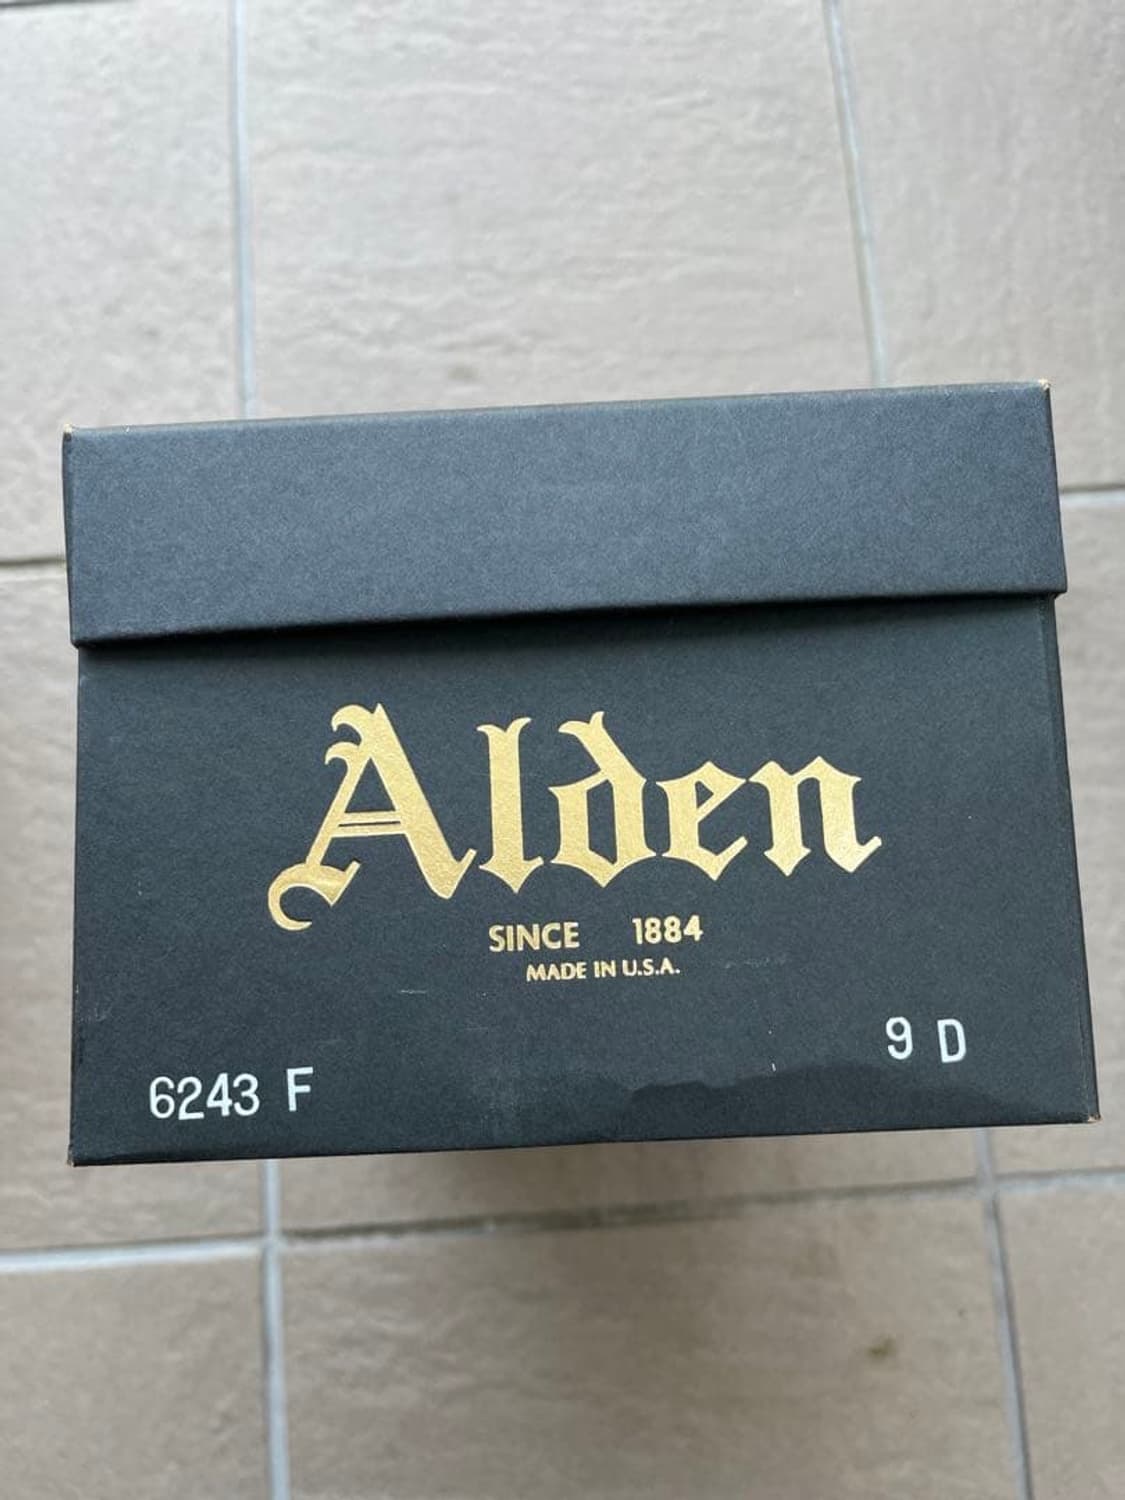 Alden
SINCE 1884
MADE IN U.S.A.
9 D
6243 F